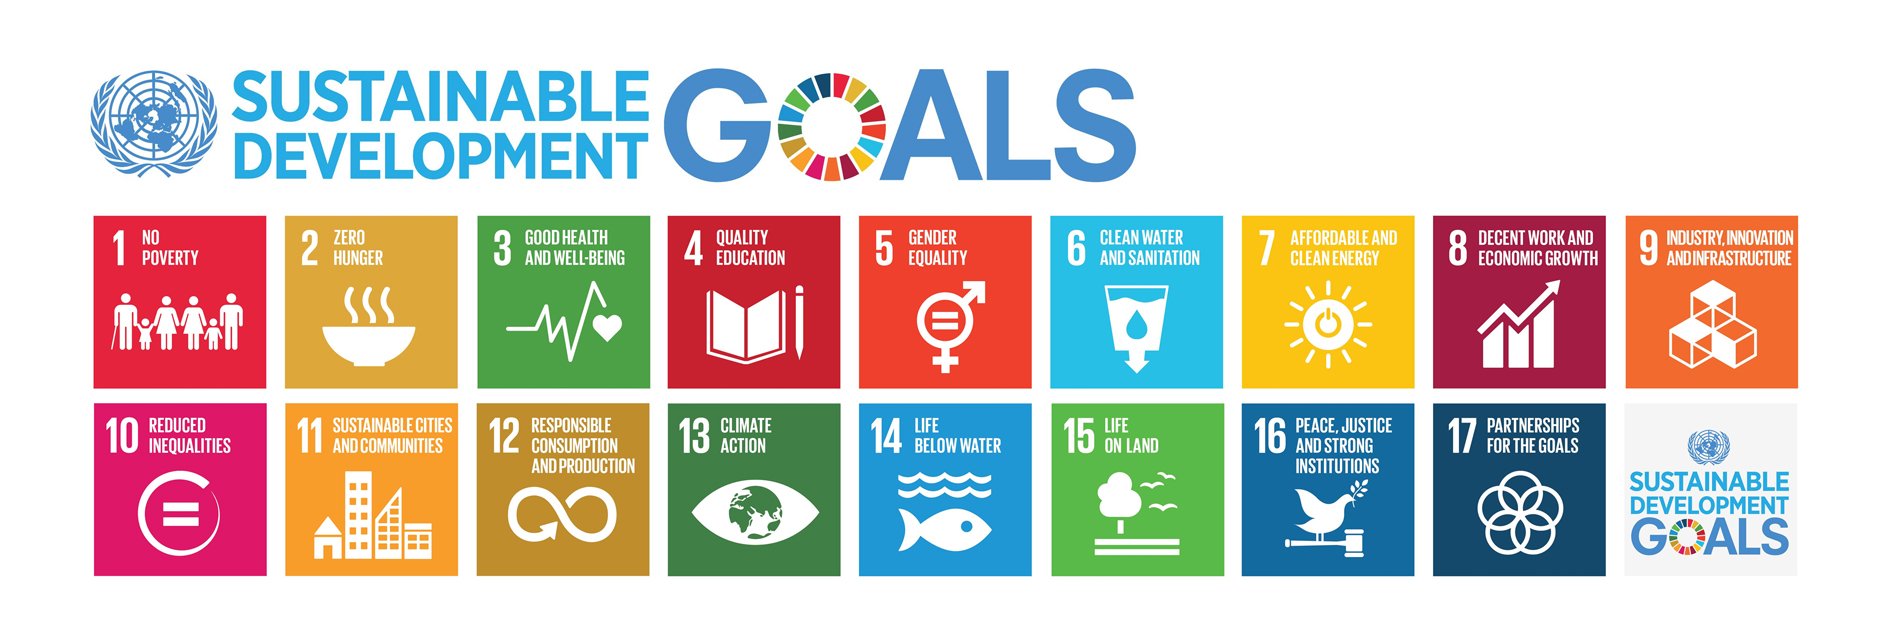 SUSTAINABLE
DEVELOPMENT
GOALS
1 NO
POVERTY
2 ZERO
HUNGER
3 GOOD HEALTH
AND WELL-BEING
4 QUALITY
EDUCATION
5 GENDER
EQUALITY
6 CLEAN WATER
AND SANITATION
7 AFFORDABLE AND
CLEAN ENERGY
8 DECENT WORK AND
ECONOMIC GROWTH
9 INDUSTRY, INNOVATION
AND INFRASTRUCTURE
10 REDUCED
INEQUALITIES
11 SUSTAINABLE CITIES
AND COMMUNITIES
12 RESPONSIBLE
CONSUMPTION
AND PRODUCTION
13 CLIMATE
ACTION
14 LIFE
BELOW WATER
15 LIFE
ON LAND
16 PEACE, JUSTICE
AND STRONG
INSTITUTIONS
17 PARTNERSHIPS
FOR THE GOALS
SUSTAINABLE
DEVELOPMENT
GOALS